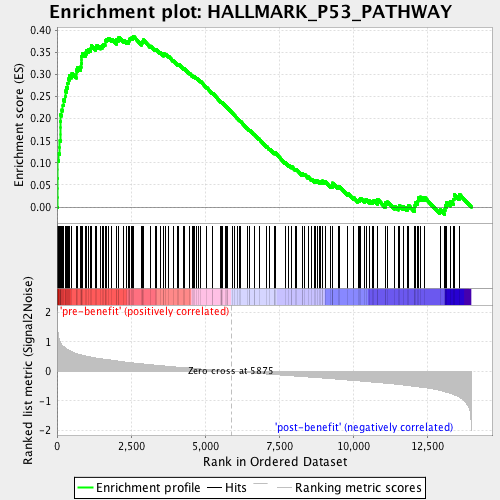 Enrichment plot: HALLMARK_P53_PATHWAY
Enrichment score (ES)
0.40
0.35
0.30
0.25
0.20
0.15
0.10
0.05
0.00
Ranked list metric (Signal2Noise)
'pre-benefit' (positively correlated)
2
1
0
-1
-2
Zero cross at 5875
'post-benefit' (negatively correlated)
0 2,500 5,000 7,500 10,000 12,500
Rank in Ordered Dataset
Enrichment profile Hits Ranking metric scores